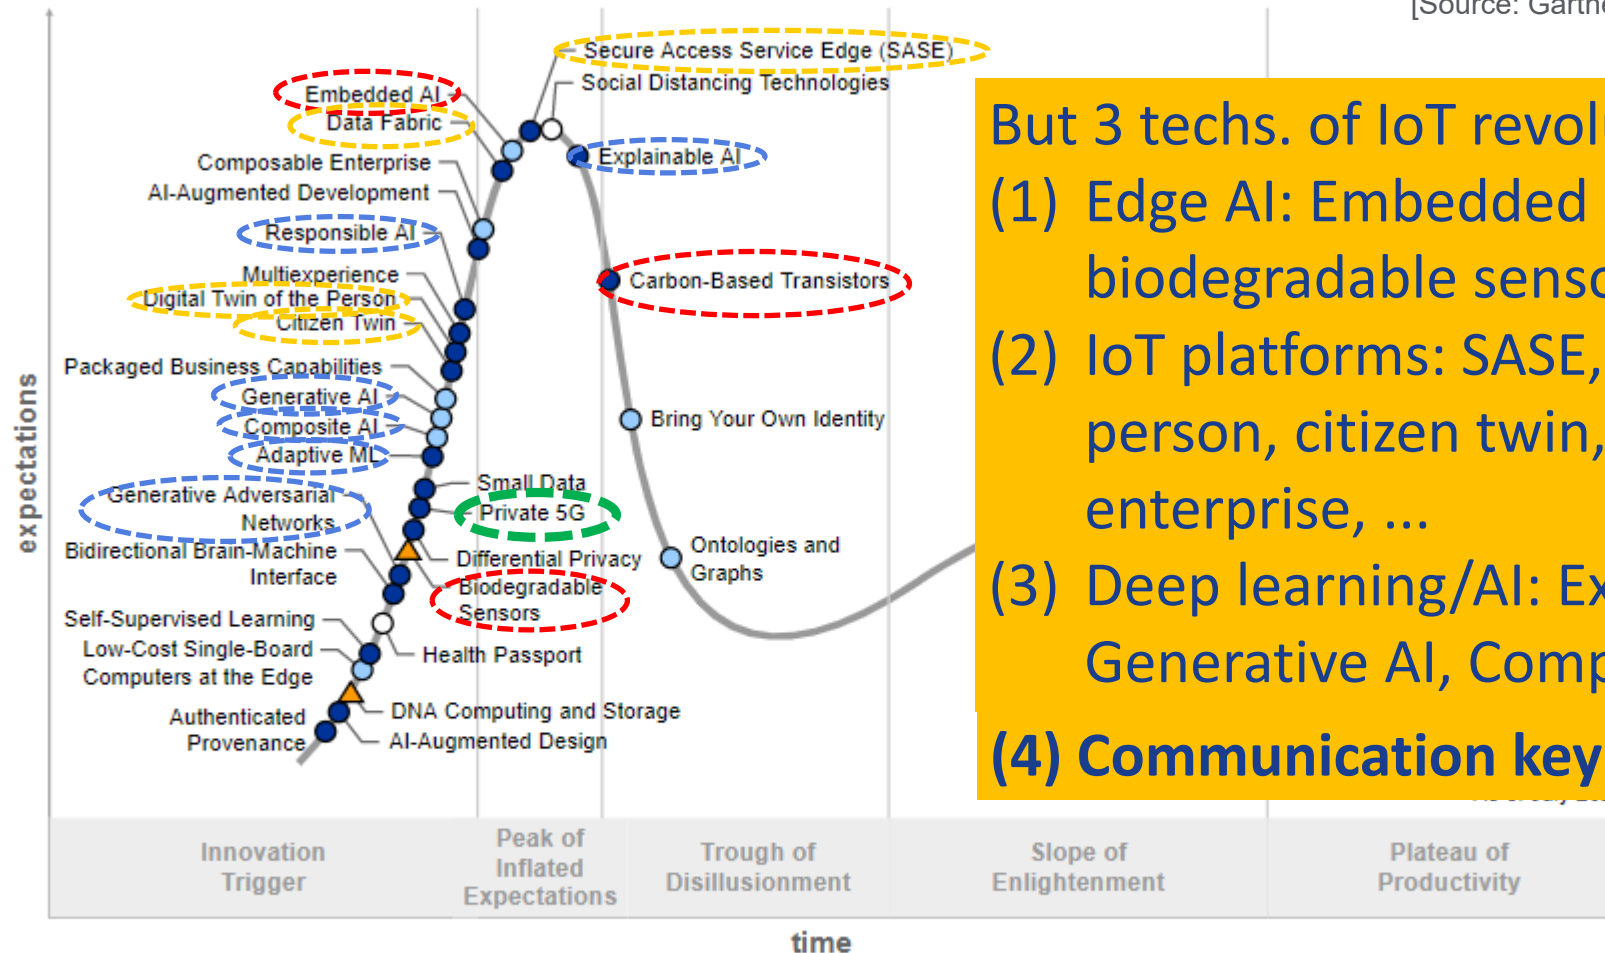 [Source: Gartne
Secure Access Service Edge (SASE)
Social Distancing Technologies
Embedded AI
Data Fabric
Explainable AI
Composable Enterprise
AI-Augmented Development
Responsible AI
Multiexperience
Carbon-Based Transistors
Digital Twin of the Person
Citizen Twin
Packaged Business Capabilities
Generative AI
Composite AI
Bring Your Own Identity
Adaptive ML
Small Data
Generative Adversarial
Networks
Private 5G
Bidirectional Brain-Machine
Interface
Differential Privacy
Ontologies and
Graphs
Biodegradable
Sensors
Self-Supervised Learning
Low-Cost Single-Board
Computers at the Edge
Health Passport
Authenticated
Provenance
DNA Computing and Storage
AI-Augmented Design
But 3 techs. of IoT revolu
(1) Edge AI: Embedded
biodegradable senso
(2) IoT platforms: SASE,
person, citizen twin,
enterprise, ...
(3) Deep learning/AI: Ex
Generative AI, Comp
(4) Communication key
expectations
Innovation
Trigger
Peak of
Inflated
Expectations
Trough of
Disillusionment
Slope of
Enlightenment
Plateau of
Productivity
time